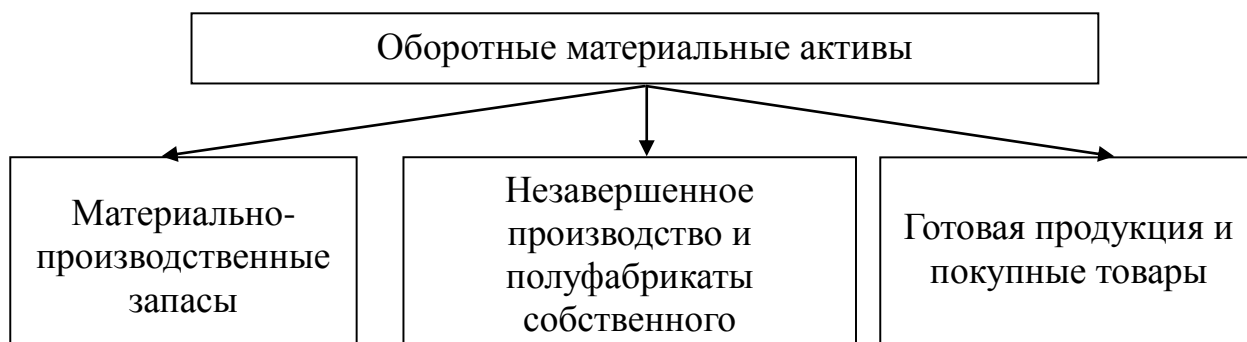 Оборотные материальные активы
Материально-
производственные
запасы
Незавершенное
производство и
полуфабрикаты
собственного
Готовая продукция и
покупные товары